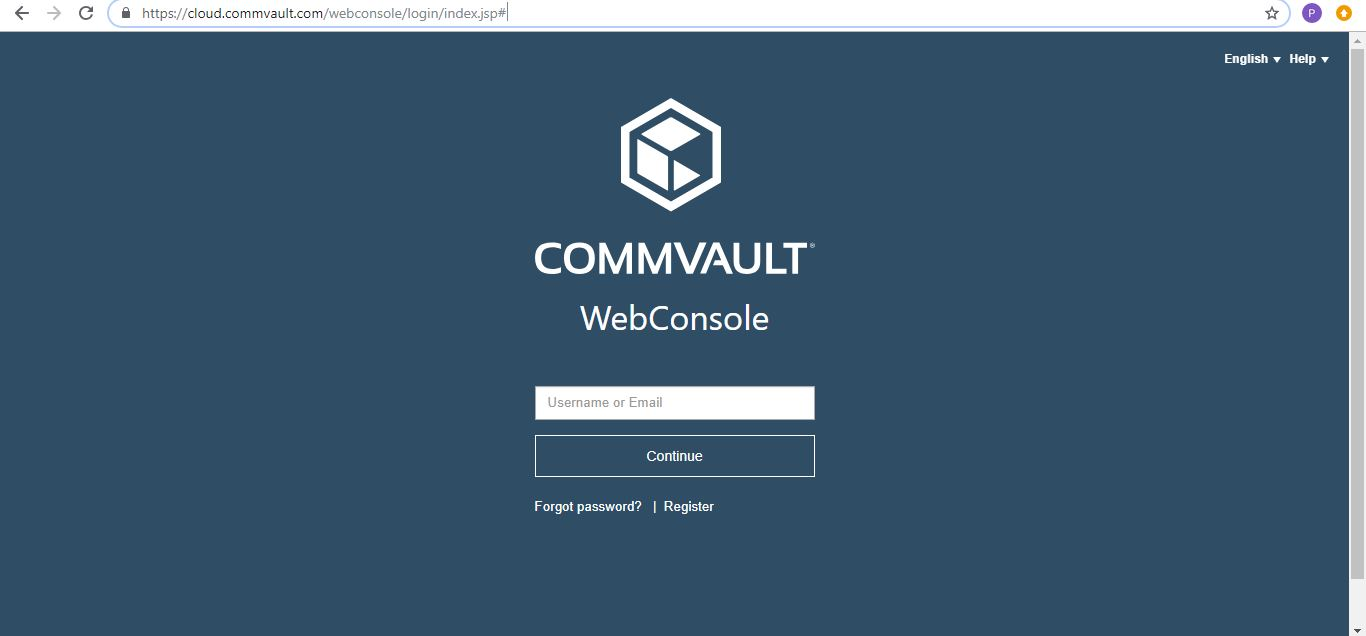 https://cloud.commvault.com/webconsole/login/index.jsp#
P
English Help
COMMVAULT®
WebConsole
Username or Email
Continue
Forgot password? | Register